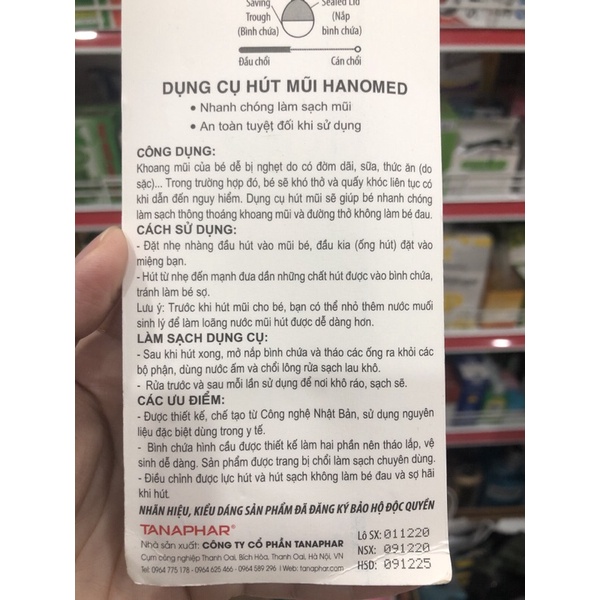 Saving
Trough
(Bình chứa)
Sealed Lid
(Nắp
bình chứa)
Đầu chổi
Cán chổi
DỤNG CỤ HÚT MŨI HANOMED
• Nhanh chóng làm sạch mũi
• An toàn tuyệt đối khi sử dụng
CÔNG DỤNG:
Khoang mũi của bé dễ bị nghẹt do có đờm dãi, sữa, thức ăn (do
sặc)... Trong trường hợp đó, bé sẽ khó thở và quấy khóc liên tục có
khi dẫn đến nguy hiểm. Dụng cụ hút mũi sẽ giúp bé nhanh chóng
làm sạch thông thoáng khoang mũi và đường thở không làm bé đau.
CÁCH SỬ DỤNG:
- Đặt nhẹ nhàng đầu hút vào mũi bé, đầu kia (ống hút) đặt vào
miệng bạn.
- Hút từ nhẹ đến mạnh đưa dần những chất hút được vào bình chứa,
tránh làm bé sợ.
Lưu ý: Trước khi hút mũi cho bé, bạn có thể nhỏ thêm nước muối
sinh lý để làm loãng nước mũi hút được dễ dàng hơn.
LÀM SẠCH DỤNG CỤ:
- Sau khi hút xong, mở nắp bình chứa và tháo các ống ra khỏi các
bộ phận, dùng nước ấm và chổi lông rửa sạch lau khô.
- Rửa trước và sau mỗi lần sử dụng để nơi khô ráo, sạch sẽ.
CÁC ƯU ĐIỂM:
- Được thiết kế, chế tạo từ Công nghệ Nhật Bản, sử dụng nguyên
liệu đặc biệt dùng trong y tế.
- Bình chứa hình cầu được thiết kế làm hai phần nên tháo lắp, vệ
sinh dễ dàng. Sản phẩm được trang bị chổi làm sạch chuyên dùng.
- Điều chỉnh được lực hút và hút sạch không làm bé đau và sợ hãi
khi hút.
NHÃN HIỆU, KIỂU DÁNG SẢN PHẨM ĐÃ ĐĂNG KÝ BẢO HỘ ĐỘC QUYỀN
TANAPHAR®
Nhà sản xuất: CÔNG TY CỔ PHẦN TANAPHAR
Cụm công nghiệp Thanh Oai, Bích Hòa, Thanh Oai, Hà Nội, VN
Tel: 0964 775 178 - 0964 625 466 - 0964 589 296 | Web: tanaphar.com
Lô SX: 011220
NSX: 091220
HSD: 091225